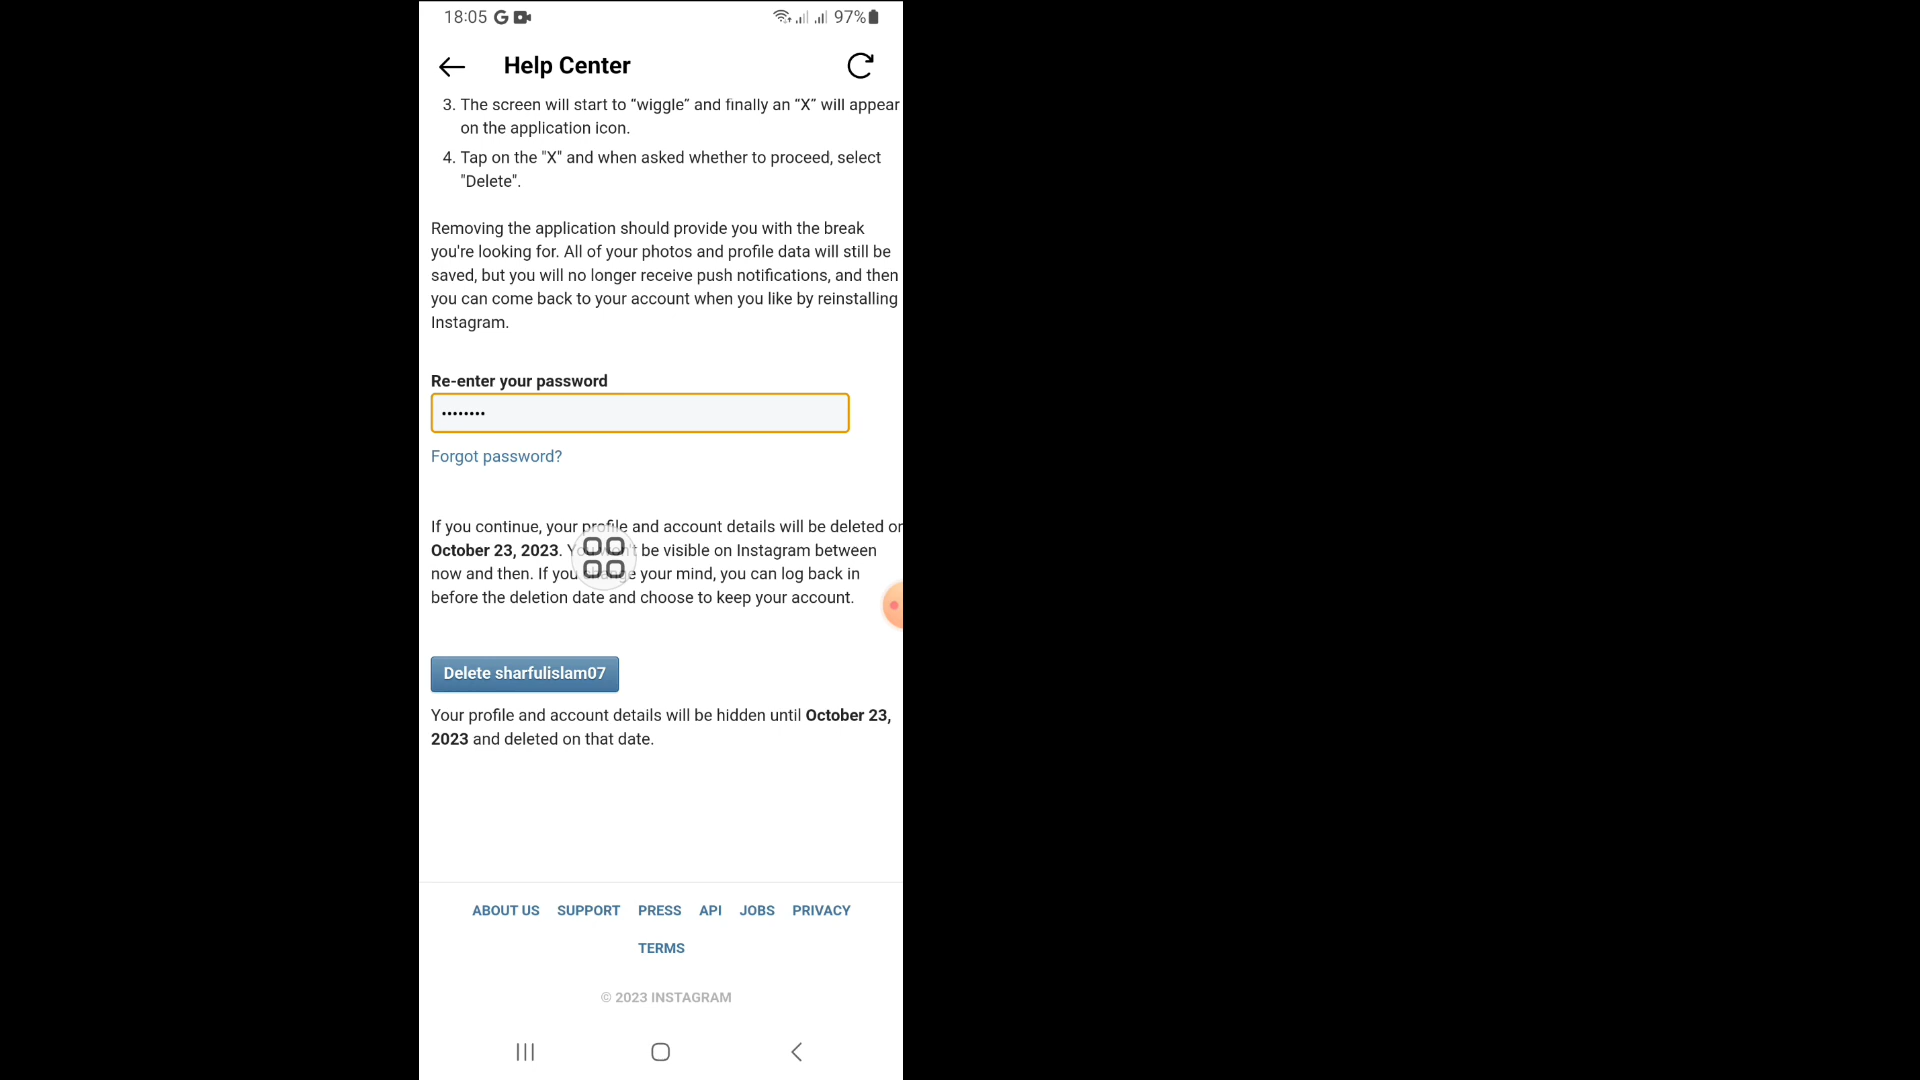 18:05 97%
Help Center
3. The screen will start to “wiggle” and finally an “X” will appear
on the application icon.
4. Tap on the "X" and when asked whether to proceed, select
"Delete".
Removing the application should provide you with the break
you're looking for. All of your photos and profile data will still be
saved, but you will no longer receive push notifications, and then
you can come back to your account when you like by reinstalling
Instagram.
Re-enter your password
••••••••
Forgot password?
If you continue, your profile and account details will be deleted on
October 23, 2023. You won't be visible on Instagram between
now and then. If you change your mind, you can log back in
before the deletion date and choose to keep your account.
Delete sharfulislam07
Your profile and account details will be hidden until October 23,
2023 and deleted on that date.
ABOUT US SUPPORT PRESS API JOBS PRIVACY
TERMS
© 2023 INSTAGRAM